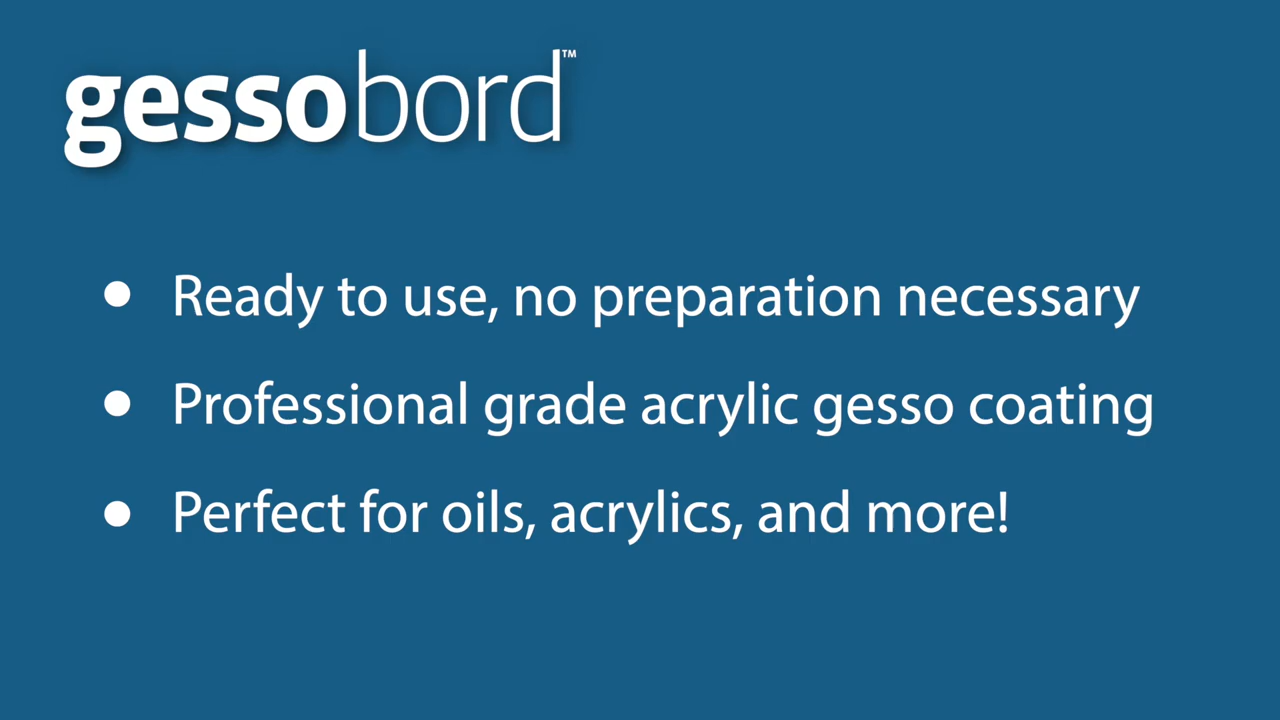 gessobord™
• Ready to use, no preparation necessary
• Professional grade acrylic gesso coating
• Perfect for oils, acrylics, and more!